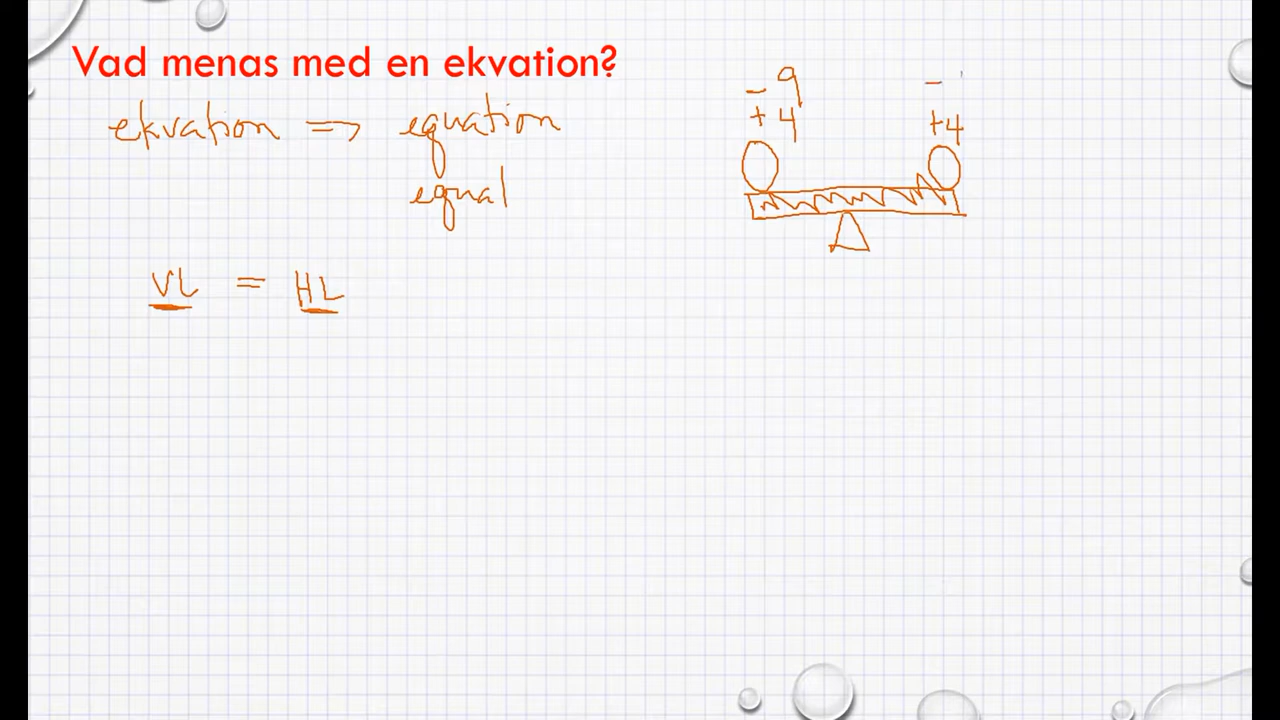 Vad menas med en ekvation?
ekvation => equation
equal
VL = HL
- 9
+ 4
-
+4